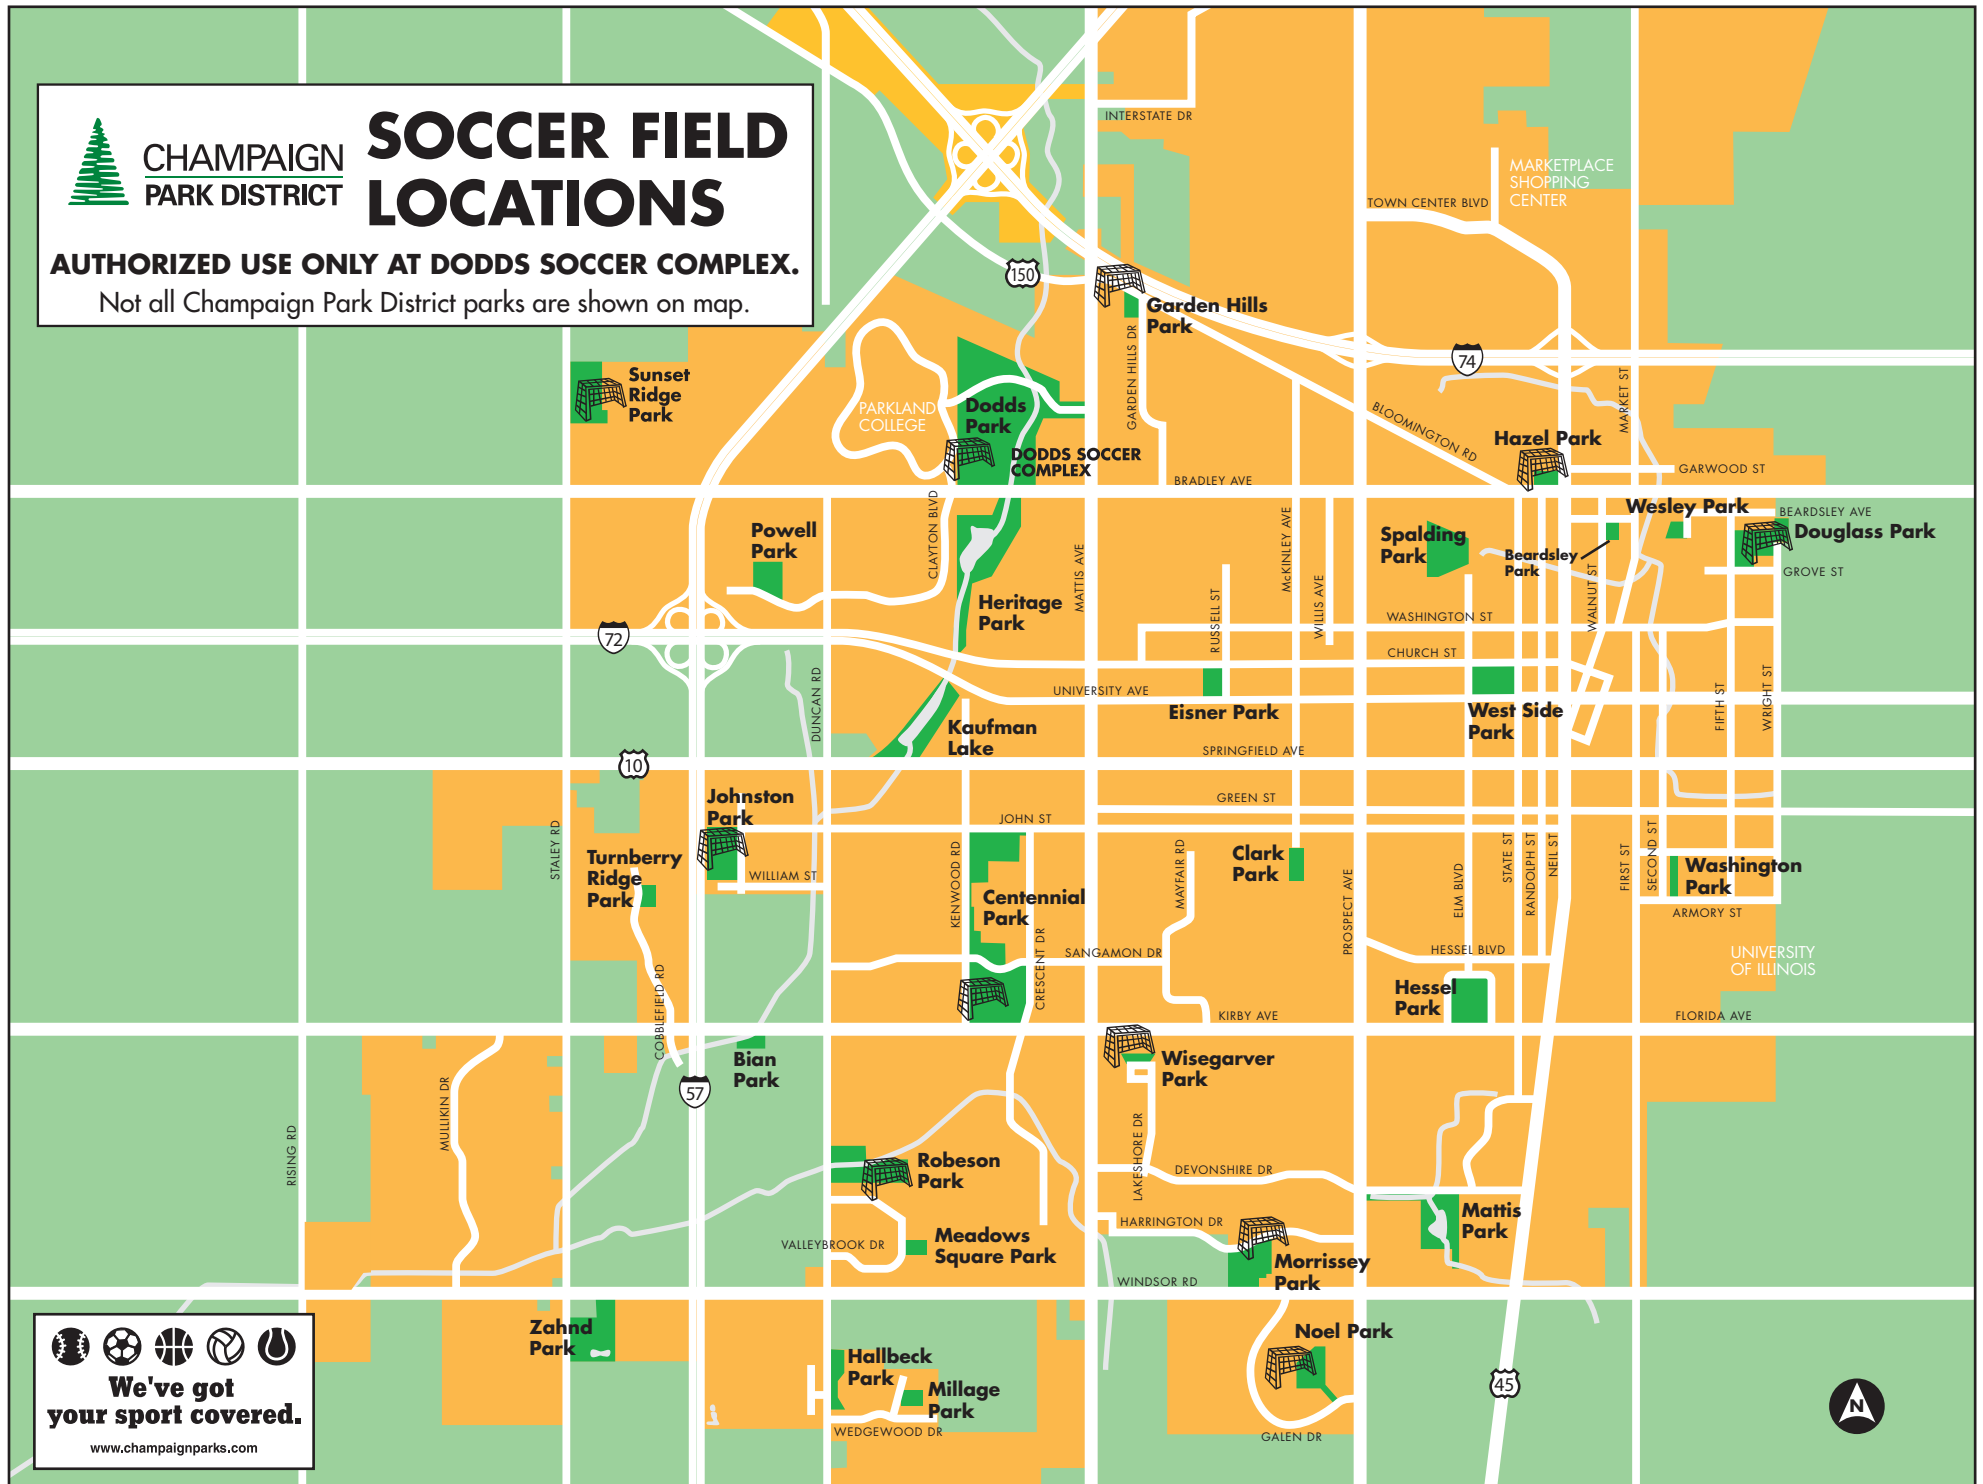 CHAMPAIGN
PARK DISTRICT
SOCCER FIELD
LOCATIONS
AUTHORIZED USE ONLY AT DODDS SOCCER COMPLEX.
Not all Champaign Park District parks are shown on map.
INTERSTATE DR
MARKETPLACE
SHOPPING
CENTER
TOWN CENTER BLVD
150
Garden Hills
Park
GARDEN HILLS DR
74
MARKET ST
Sunset
Ridge
Park
PARKLAND
COLLEGE
Dodds
Park
DODDS SOCCER
COMPLEX
BLOOMINGTON RD
Hazel Park
GARWOOD ST
BRADLEY AVE
Wesley Park
BEARDSLEY AVE
Douglass Park
Powell
Park
CLAYTON BLVD
MATTIS AVE
McKINLEY AVE
Spalding
Park
Beardsley
Park
GROVE ST
Heritage
Park
RUSSELL ST
WILLIS AVE
WALNUT ST
WASHINGTON ST
72
CHURCH ST
DUNCAN RD
UNIVERSITY AVE
Eisner Park
West Side
Park
FIFTH ST
WRIGHT ST
Kaufman
Lake
SPRINGFIELD AVE
10
Johnston
Park
GREEN ST
JOHN ST
STALEY RD
Turnberry
Ridge
Park
WILLIAM ST
KENWOOD RD
Centennial
Park
MAYFAIR RD
Clark
Park
PROSPECT AVE
ELM BLVD
STATE ST
RANDOLPH ST
NEIL ST
FIRST ST
SECOND ST
Washington
Park
ARMORY ST
CRESCENT DR
SANGAMON DR
HESSEL BLVD
UNIVERSITY
OF ILLINOIS
COBBLEFIELD RD
Hessel
Park
KIRBY AVE
FLORIDA AVE
Bian
Park
Wisegarver
Park
57
MULLIKIN DR
RISING RD
LAKESHORE DR
Robeson
Park
DEVONSHIRE DR
Mattis
Park
HARRINGTON DR
VALLEYBROOK DR
Meadows
Square Park
Morrissey
Park
WINDSOR RD
Zahnd
Park
Noel Park
Hallbeck
Park
Millage
Park
45
WEDGEWOOD DR
GALEN DR
We've got
your sport covered.
www.champaignparks.com
N